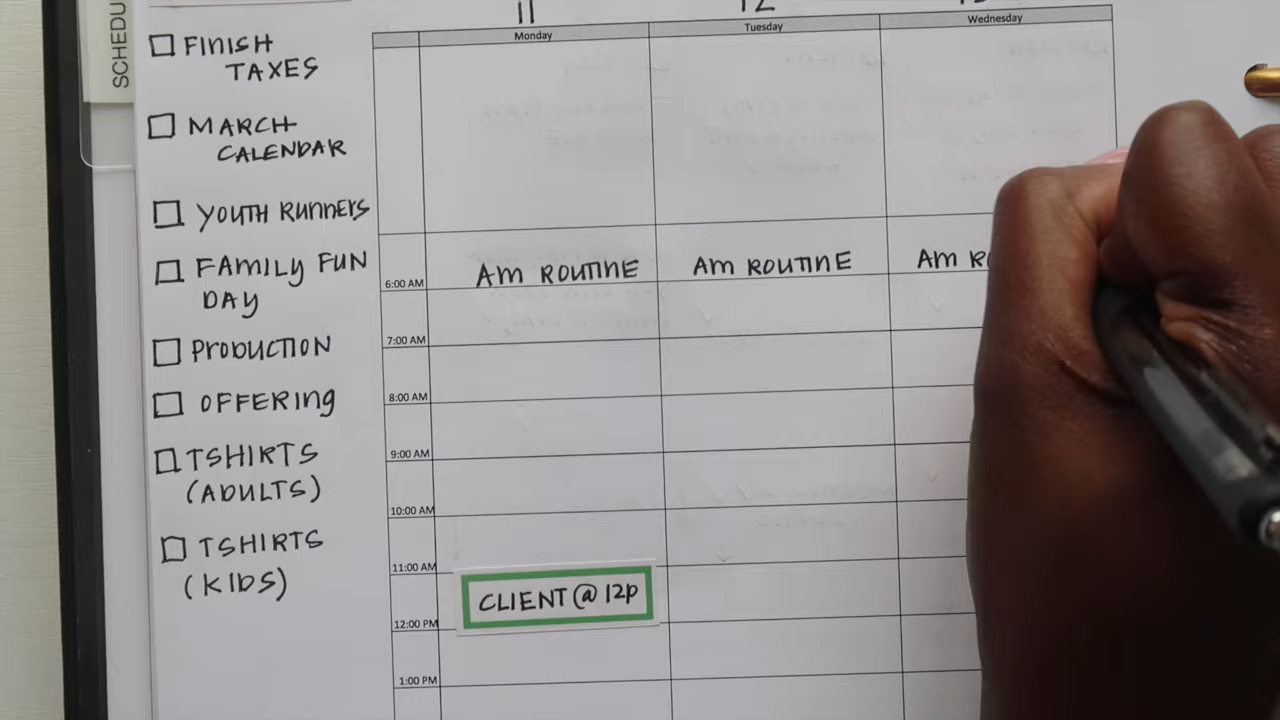 SCHEDU
FINISH
TAXES
MARCH
CALENDAR
YOUTH RUNNERS
FAMILY FUN
DAY
PRODUCTION
OFFERING
TSHIRTS
(ADULTS)
TSHIRTS
(KIDS)
11
12
Monday
Tuesday
Wednesday
AM ROUTINE
AM ROUTINE
AM
6:00 AM
7:00 AM
8:00 AM
9:00 AM
10:00 AM
11:00 AM
CLIENT @ 12P
12:00 PM
1:00 PM